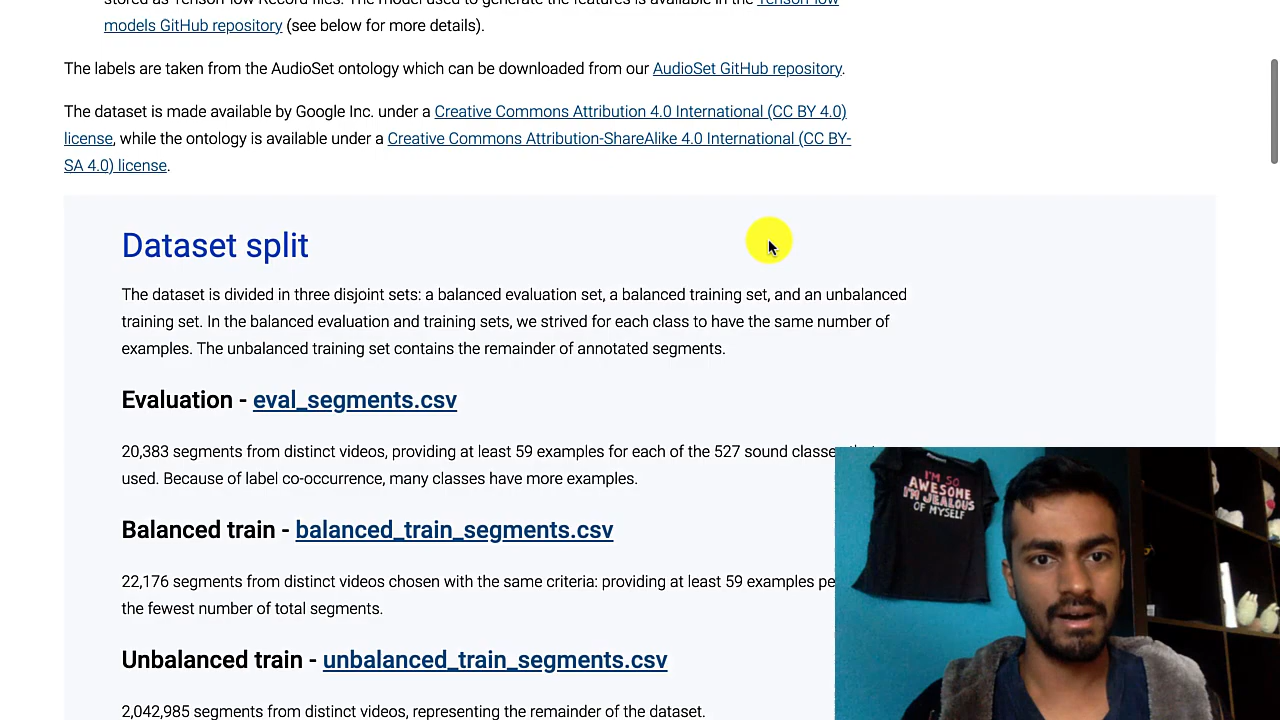 stored as TensorFlow Record files. The model used to generate the features is available in the TensorFlow
models GitHub repository (see below for more details).
The labels are taken from the AudioSet ontology which can be downloaded from our AudioSet GitHub repository.
The dataset is made available by Google Inc. under a Creative Commons Attribution 4.0 International (CC BY 4.0)
license, while the ontology is available under a Creative Commons Attribution-ShareAlike 4.0 International (CC BY-
SA 4.0) license.
Dataset split
The dataset is divided in three disjoint sets: a balanced evaluation set, a balanced training set, and an unbalanced
training set. In the balanced evaluation and training sets, we strived for each class to have the same number of
examples. The unbalanced training set contains the remainder of annotated segments.
Evaluation - eval_segments.csv
20,383 segments from distinct videos, providing at least 59 examples for each of the 527 sound classes
used. Because of label co-occurrence, many classes have more examples.
Balanced train - balanced_train_segments.csv
22,176 segments from distinct videos chosen with the same criteria: providing at least 59 examples pe
the fewest number of total segments.
Unbalanced train - unbalanced_train_segments.csv
2,042,985 segments from distinct videos, representing the remainder of the dataset.
I'M SO
AWESOME
I'M JEALOUS
OF MYSELF